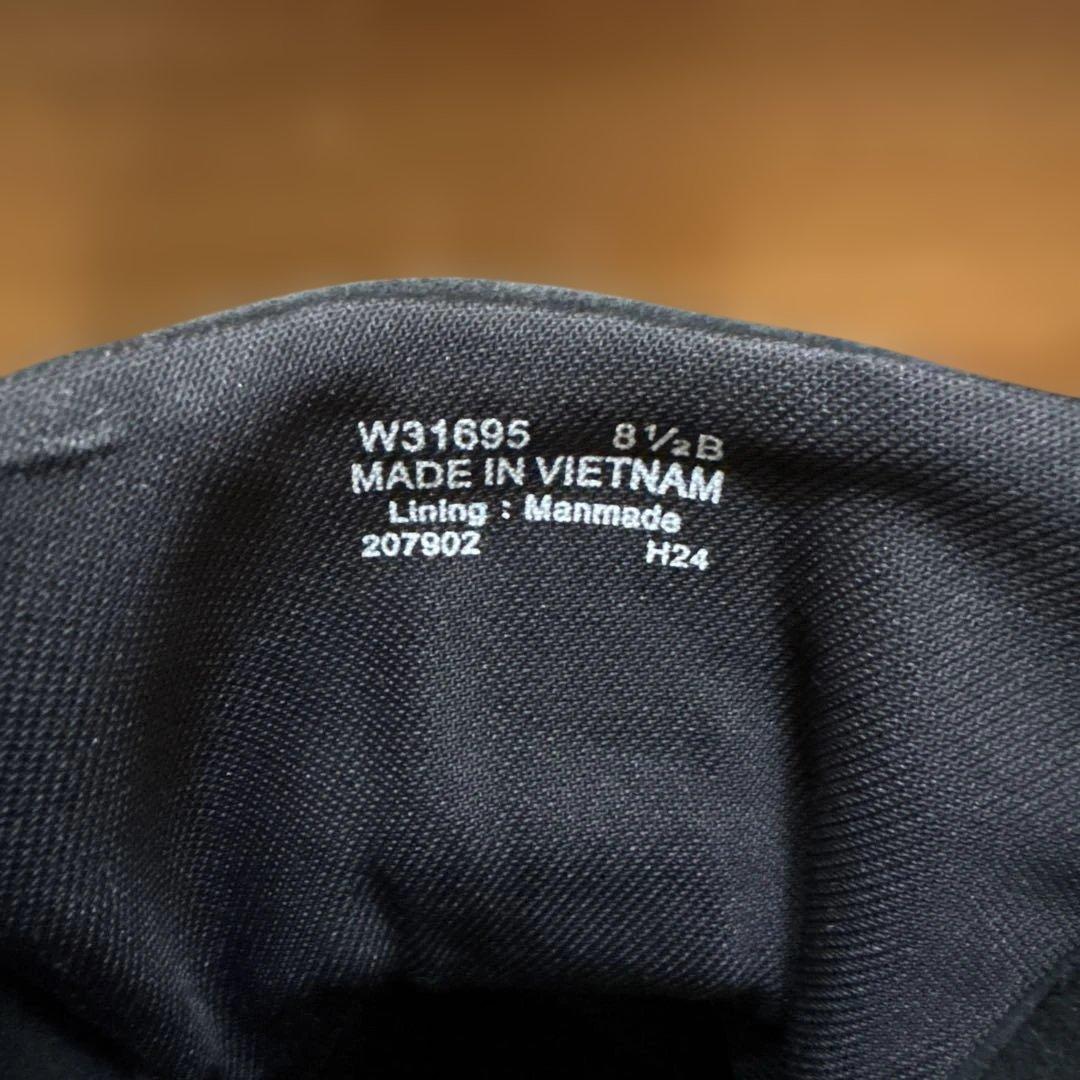 W31695 8½B
MADE IN VIETNAM
Lining : Manmade
207902 H24